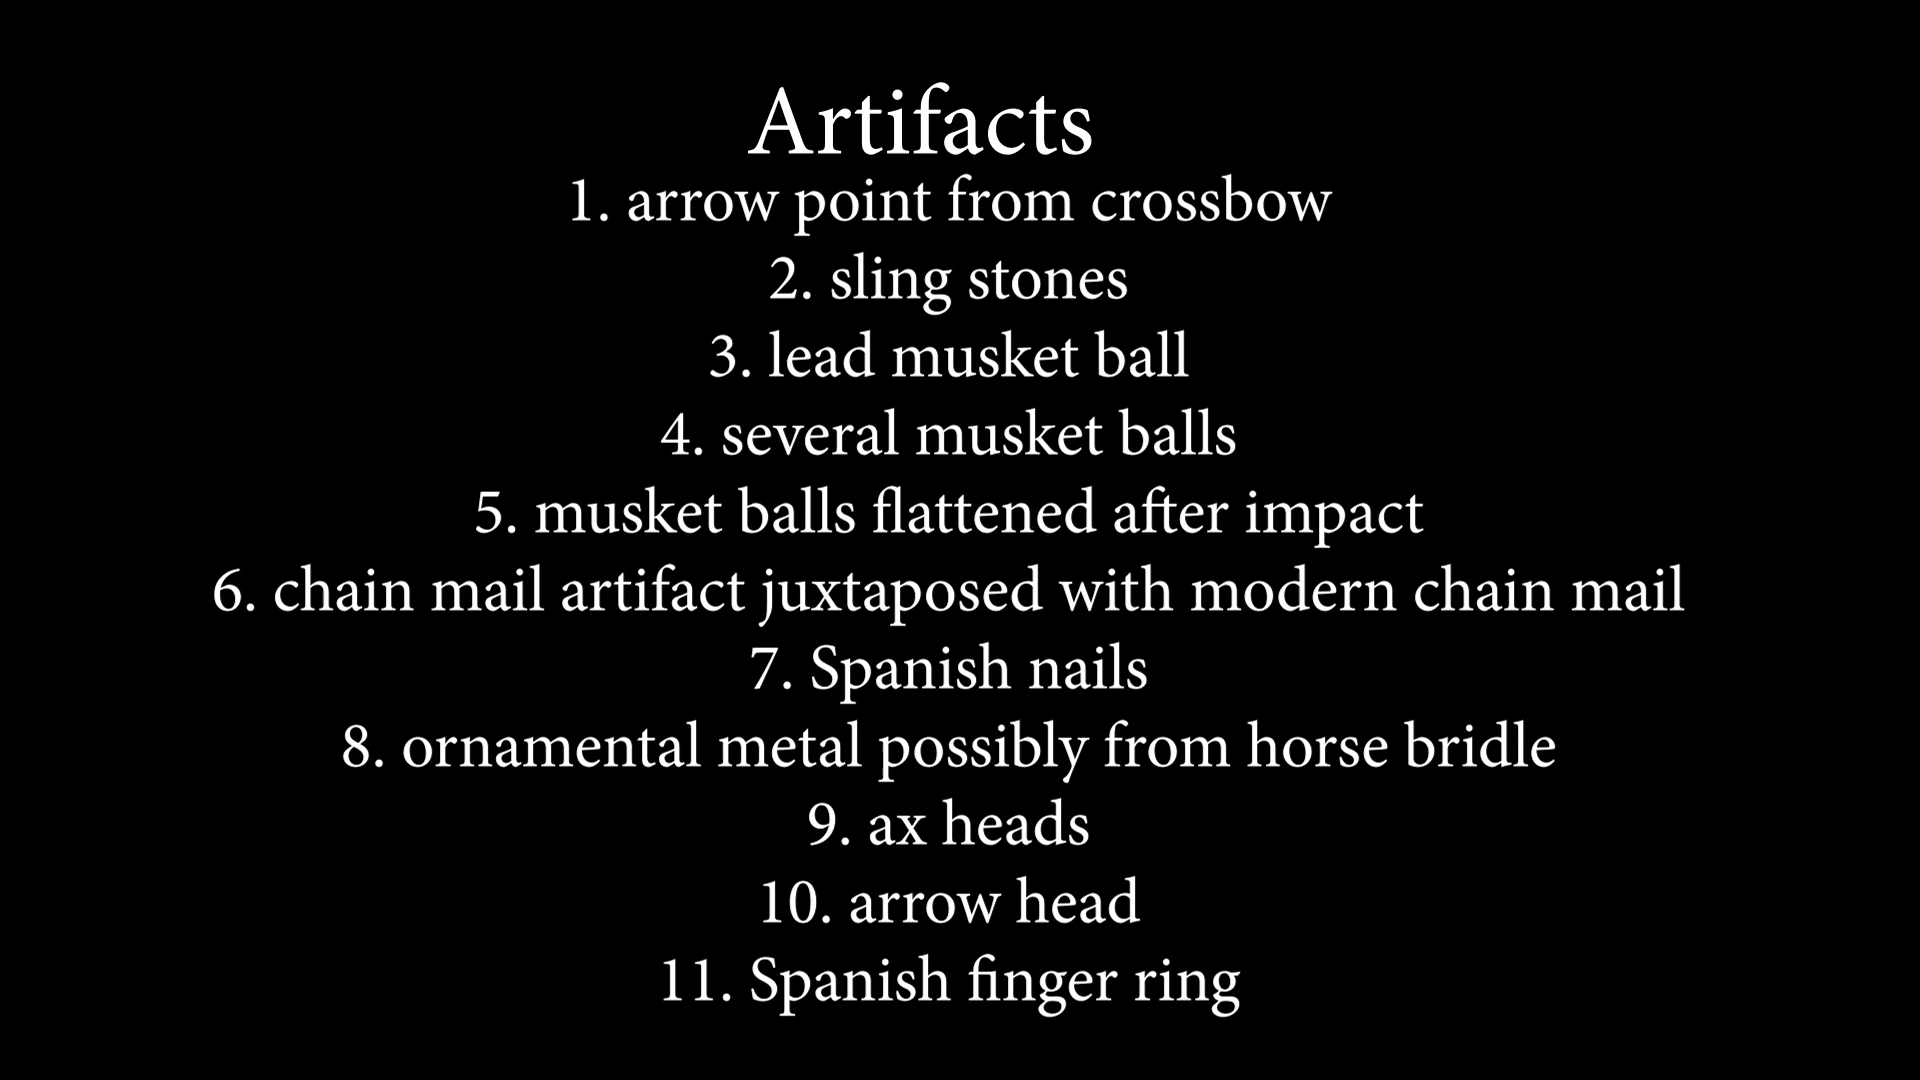 Artifacts
1. arrow point from crossbow
2. sling stones
3. lead musket ball
4. several musket balls
5. musket balls flattened after impact
6. chain mail artifact juxtaposed with modern chain mail
7. Spanish nails
8. ornamental metal possibly from horse bridle
9. ax heads
10. arrow head
11. Spanish finger ring